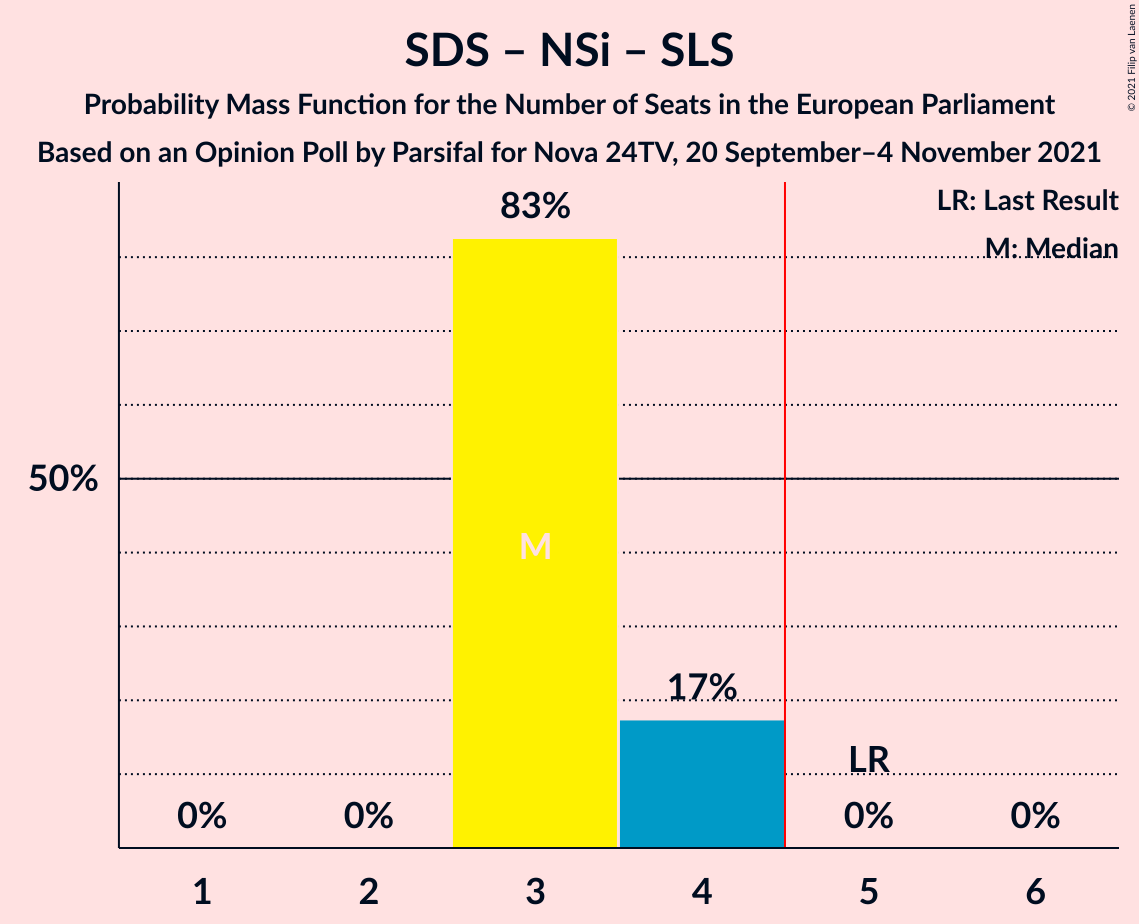 SDS – NSi – SLS
Probability Mass Function for the Number of Seats in the European Parliament
Based on an Opinion Poll by Parsifal for Nova 24TV, 20 September–4 November 2021
© 2021 Filip van Laenen
LR: Last Result
M: Median
83%
50%
M
17%
LR
0%
0%
0%
0%
1
2
3
4
5
6